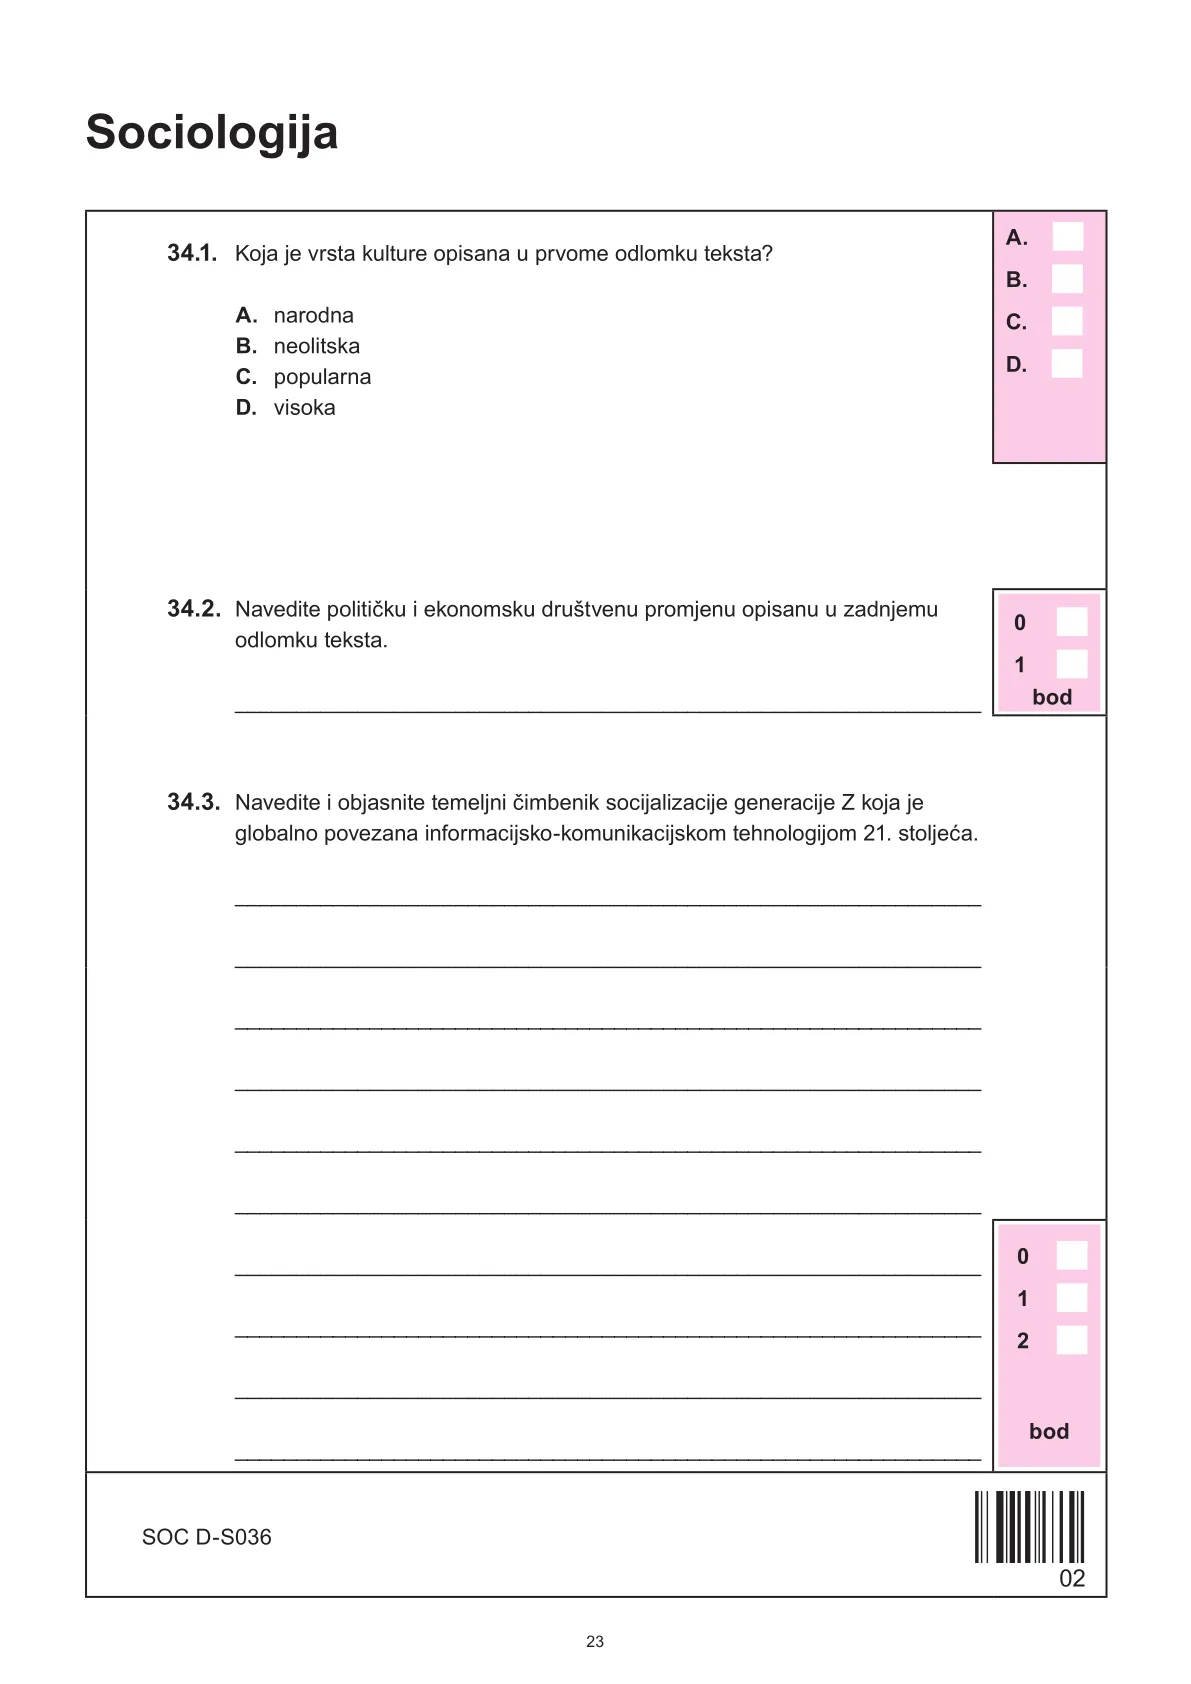 Sociologija
34.1. Koja je vrsta kulture opisana u prvome odlomku teksta?
A. narodna
B. neolitska
C. popularna
D. visoka
A.
B.
C.
D.
34.2. Navedite političku i ekonomsku društvenu promjenu opisanu u zadnjemu
odlomku teksta.
0
1
bod
34.3. Navedite i objasnite temeljni čimbenik socijalizacije generacije Z koja je
globalno povezana informacijsko-komunikacijskom tehnologijom 21. stoljeća.
0
1
2
bod
SOC D-S036
02
23